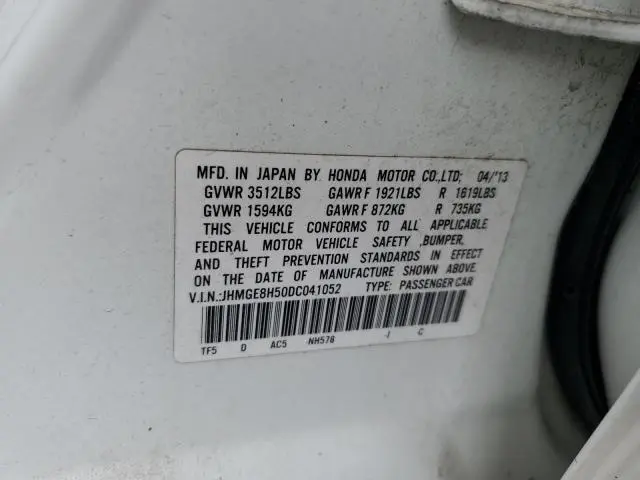 MFD. IN JAPAN BY HONDA MOTOR CO.,LTD; 04/'13
GVWR 3512LBS GAWR F 1921LBS R 1619LBS
GVWR 1594KG GAWR F 872KG R 735KG
THIS VEHICLE CONFORMS TO ALL APPLICABLE
FEDERAL MOTOR VEHICLE SAFETY ,BUMPER,
AND THEFT PREVENTION STANDARDS IN EFFECT
ON THE DATE OF MANUFACTURE SHOWN ABOVE.
V.I.N.:JHMGE8H50DC041052 TYPE: PASSENGER CAR
TF5 D AC5 NH578 -I C